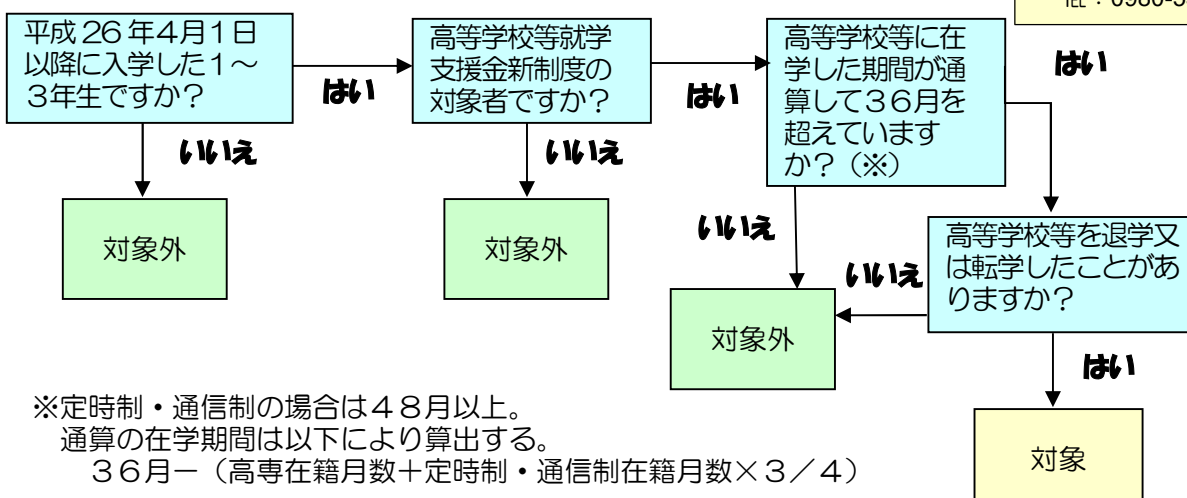 ℡：0980-5
平成26年4月1日
以降に入学した１～
３年生ですか？
はい
高等学校等就学
支援金新制度の
対象者ですか？
はい
高等学校等に在
学した期間が通
算して３６月を
超えています
か？（※）
はい
いいえ
対象外
いいえ
対象外
いいえ
対象外
高等学校等を退学又
は転学したことがあ
りますか？
いいえ
はい
対象
※定時制・通信制の場合は４８月以上。
通算の在学期間は以下により算出する。
３６月－（高専在籍月数＋定時制・通信制在籍月数×３／４）